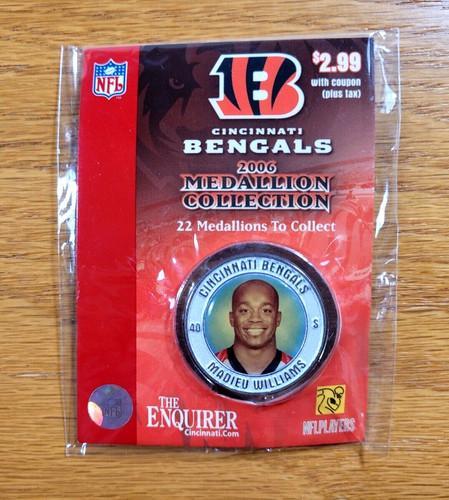 NFL
B
$2.99
with coupon
(plus tax)
CINCINNATI
BENGALS
2006
MEDALLION
COLLECTION
22 Medallions To Collect
CINCINNATI BENGALS
40 S
MADIEU WILLIAMS
THE
ENQUIRER
Cincinnati.Com
NFL
NFLPLAYERS